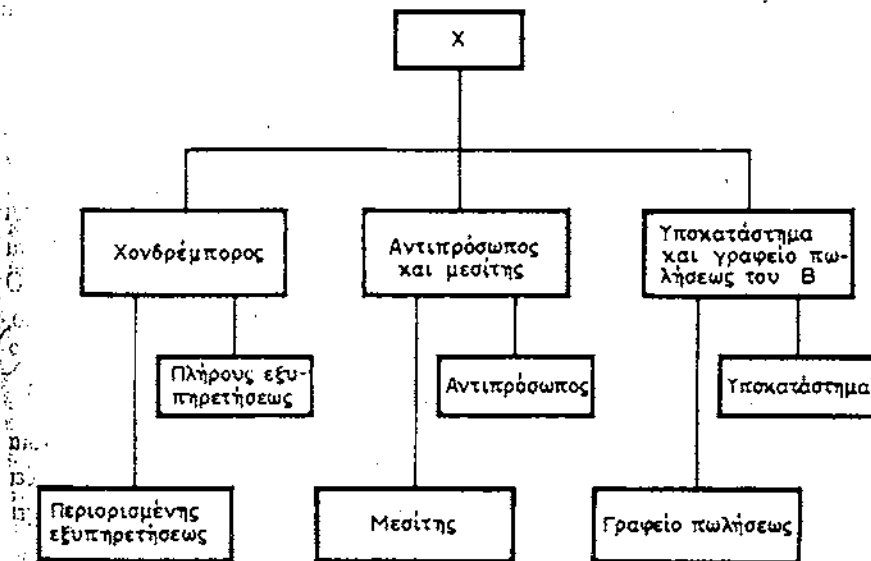 Χ
Χονδρέμπορος
Αντιπρόσωπος
και μεσίτης
Υποκατάστημα
και γραφείο πω-
λήσεως του Β
Πλήρους εξυ-
πηρετήσεως
Αντιπρόσωπος
Υποκατάστημα
Περιορισμένης
εξυπηρετήσεως
Μεσίτης
Γραφείο πωλήσεως